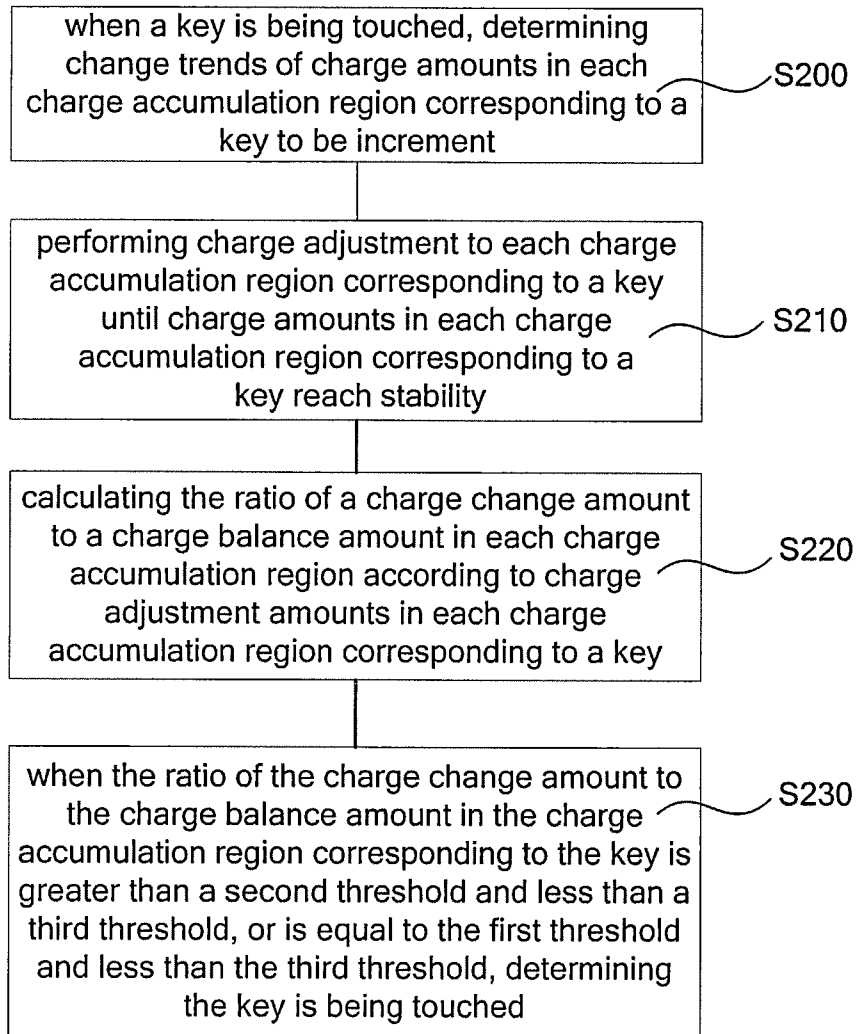 when a key is being touched, determining
change trends of charge amounts in each
charge accumulation region corresponding to a
key to be increment
S200
performing charge adjustment to each charge
accumulation region corresponding to a key
until charge amounts in each charge
accumulation region corresponding to a
key reach stability
S210
calculating the ratio of a charge change amount
to a charge balance amount in each charge
accumulation region according to charge
adjustment amounts in each charge
accumulation region corresponding to a key
S220
when the ratio of the charge change amount to
the charge balance amount in the charge
accumulation region corresponding to the key is
greater than a second threshold and less than a
third threshold, or is equal to the first threshold
and less than the third threshold, determining
the key is being touched
S230